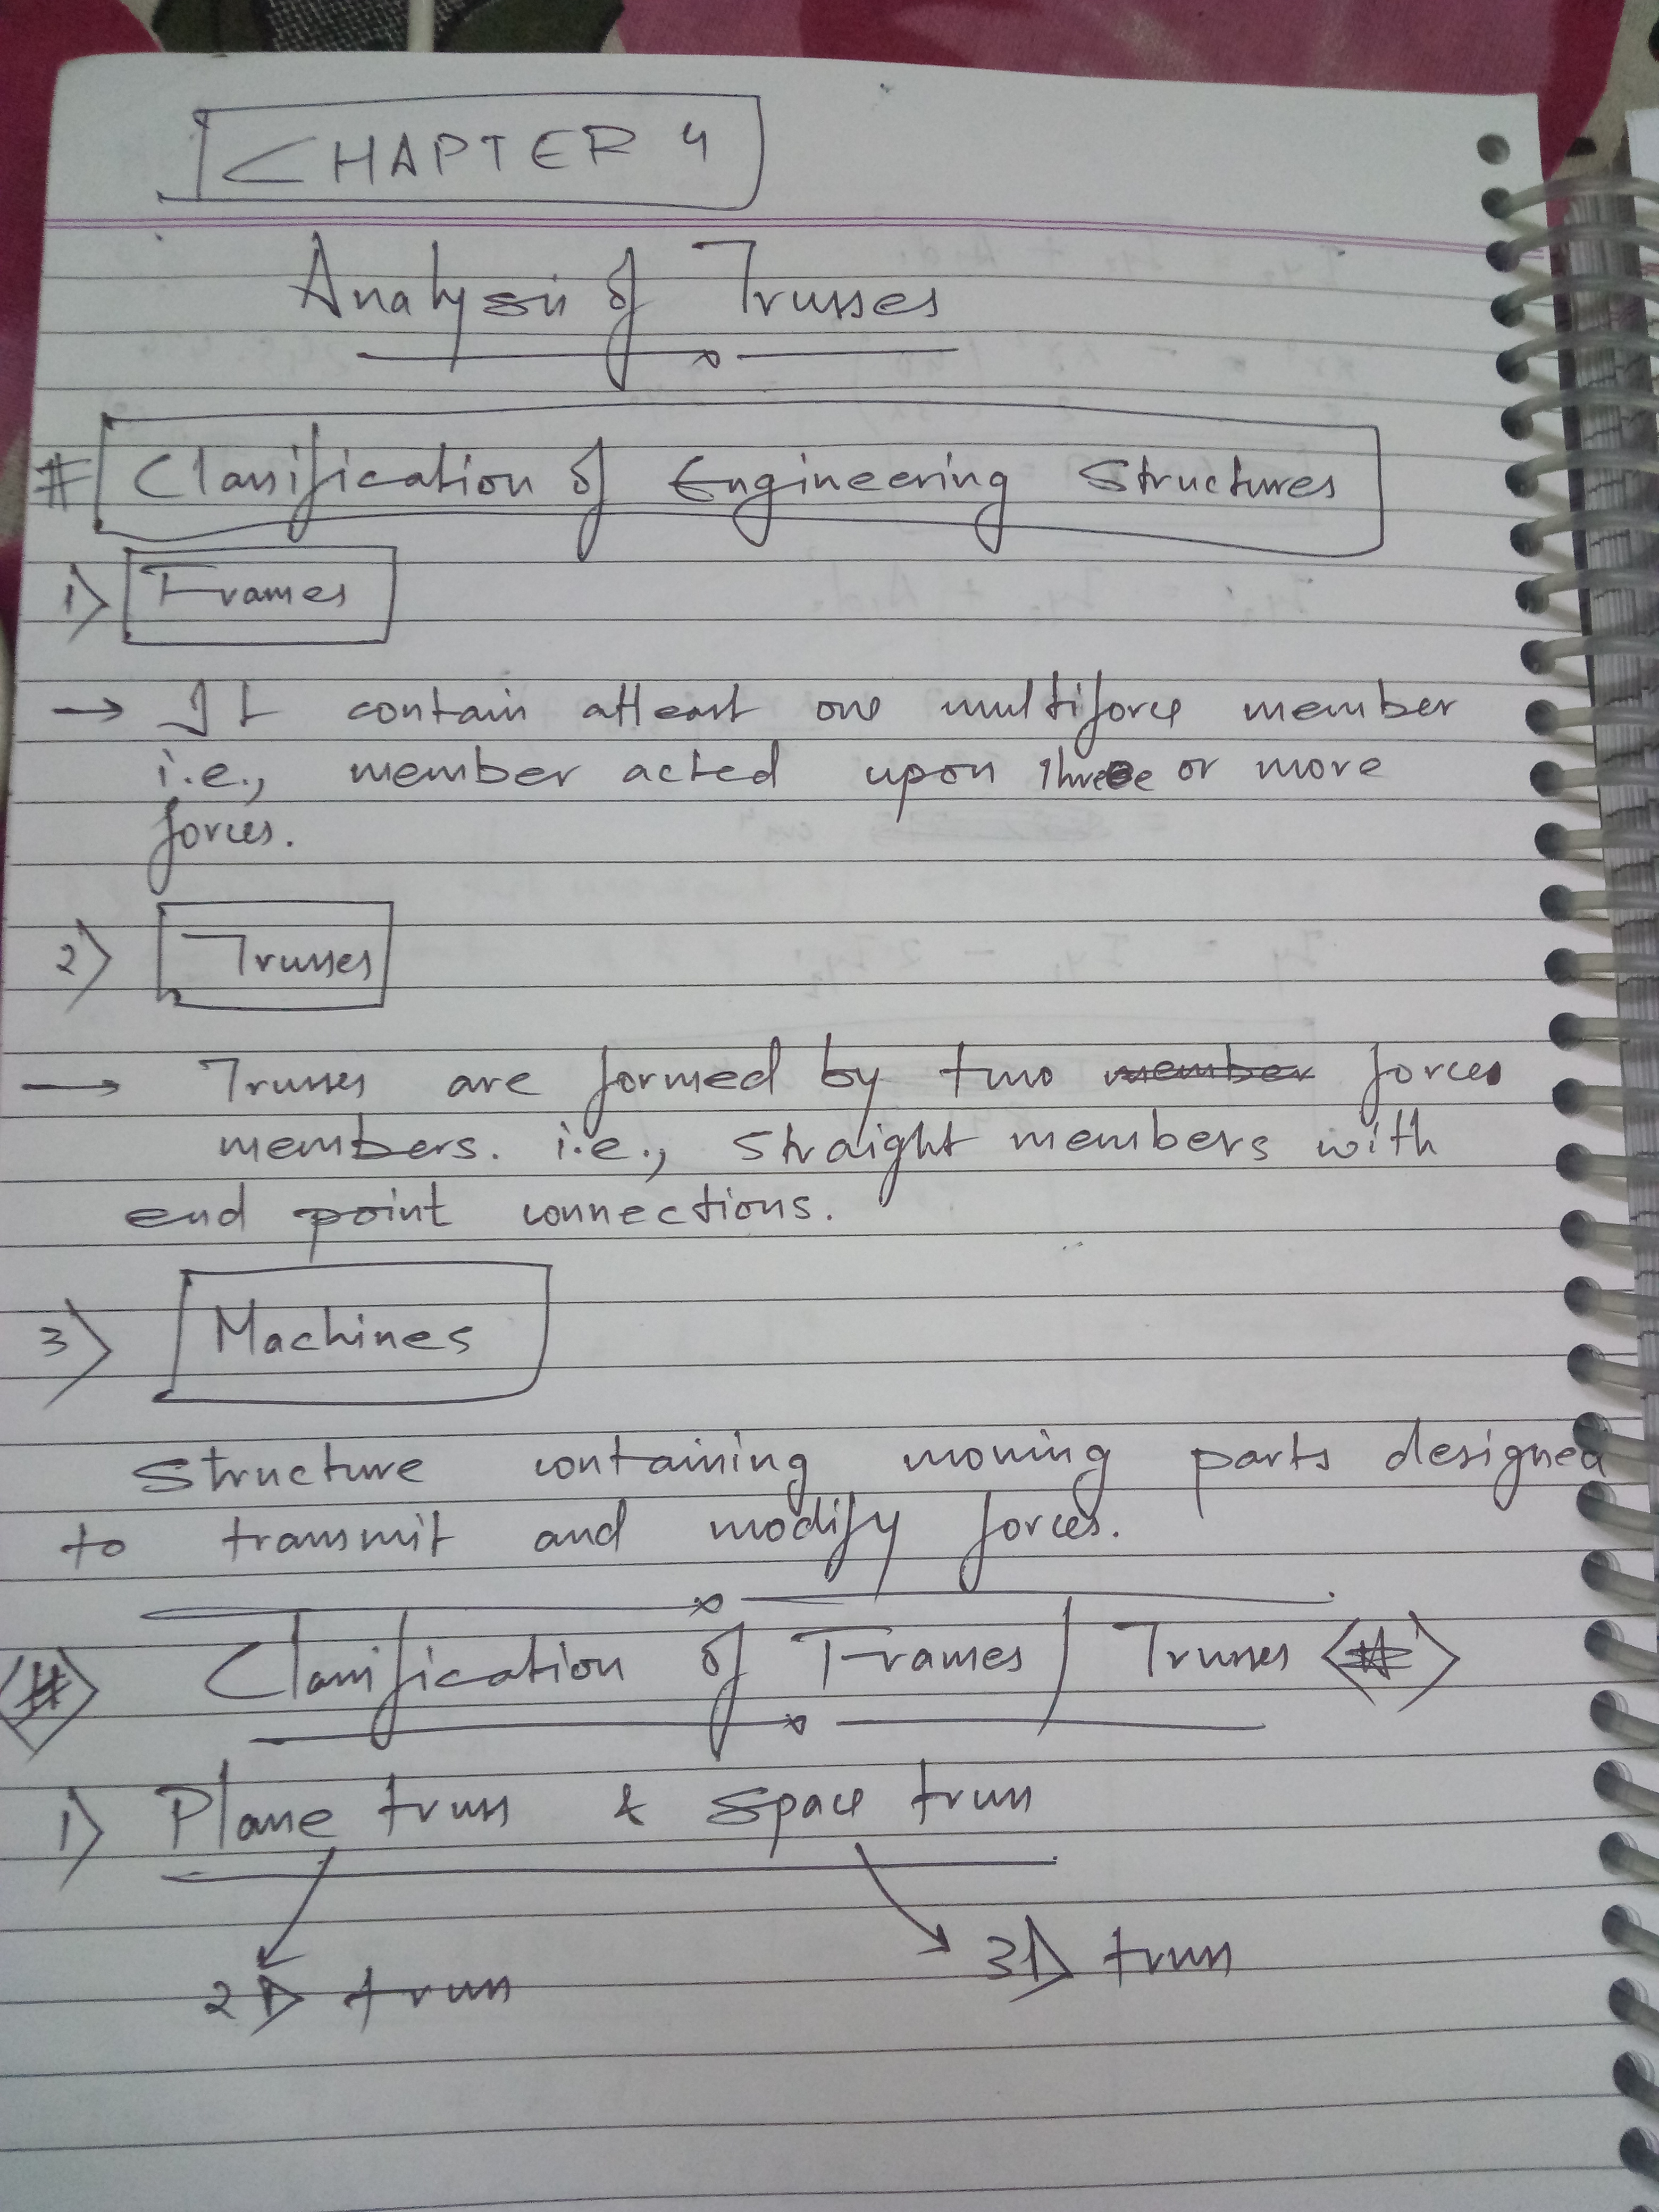 CHAPTER 4
Analysis of Trusses
# Classification of Engineering Structures
1) Frames
→ It contain atleast one multiforce member
i.e., member acted upon three or more
forces.
2) Trusses
→ Trusses are formed by two member forces
members. i.e., straight members with
end point connections.
3) Machines
Structure containing moving parts designed
to transmit and modify forces.
# Classification of Frames / Trusses #
1) Plane truss & space truss
2D truss
3D truss